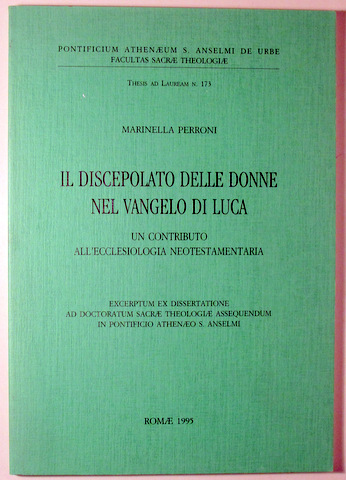 PONTIFICIUM ATHENÆUM S. ANSELMI DE URBE
FACULTAS SACRÆ THEOLOGIÆ
THESIS AD LAUREAM N. 173
MARINELLA PERRONI
IL DISCEPOLATO DELLE DONNE
NEL VANGELO DI LUCA
UN CONTRIBUTO
ALL'ECCLESIOLOGIA NEOTESTAMENTARIA
EXCERPTUM EX DISSERTATIONE
AD DOCTORATUM SACRÆ THEOLOGIÆ ASSEQUENDUM
IN PONTIFICIO ATHENÆO S. ANSELMI
ROMÆ 1995